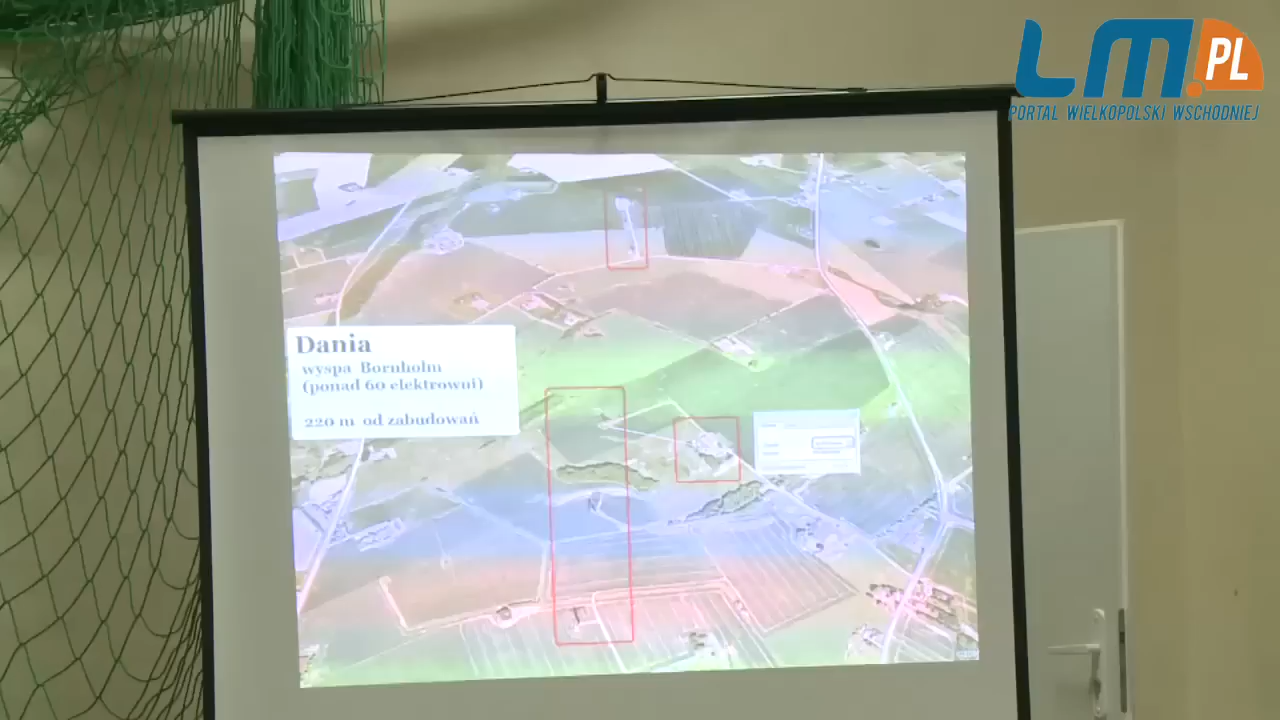 LM.PL
PORTAL WIELKOPOLSKI WSCHODNIEJ
Dania
wyspa Bornholm
(ponad 60 elektrowni)
220 m od zabudowań